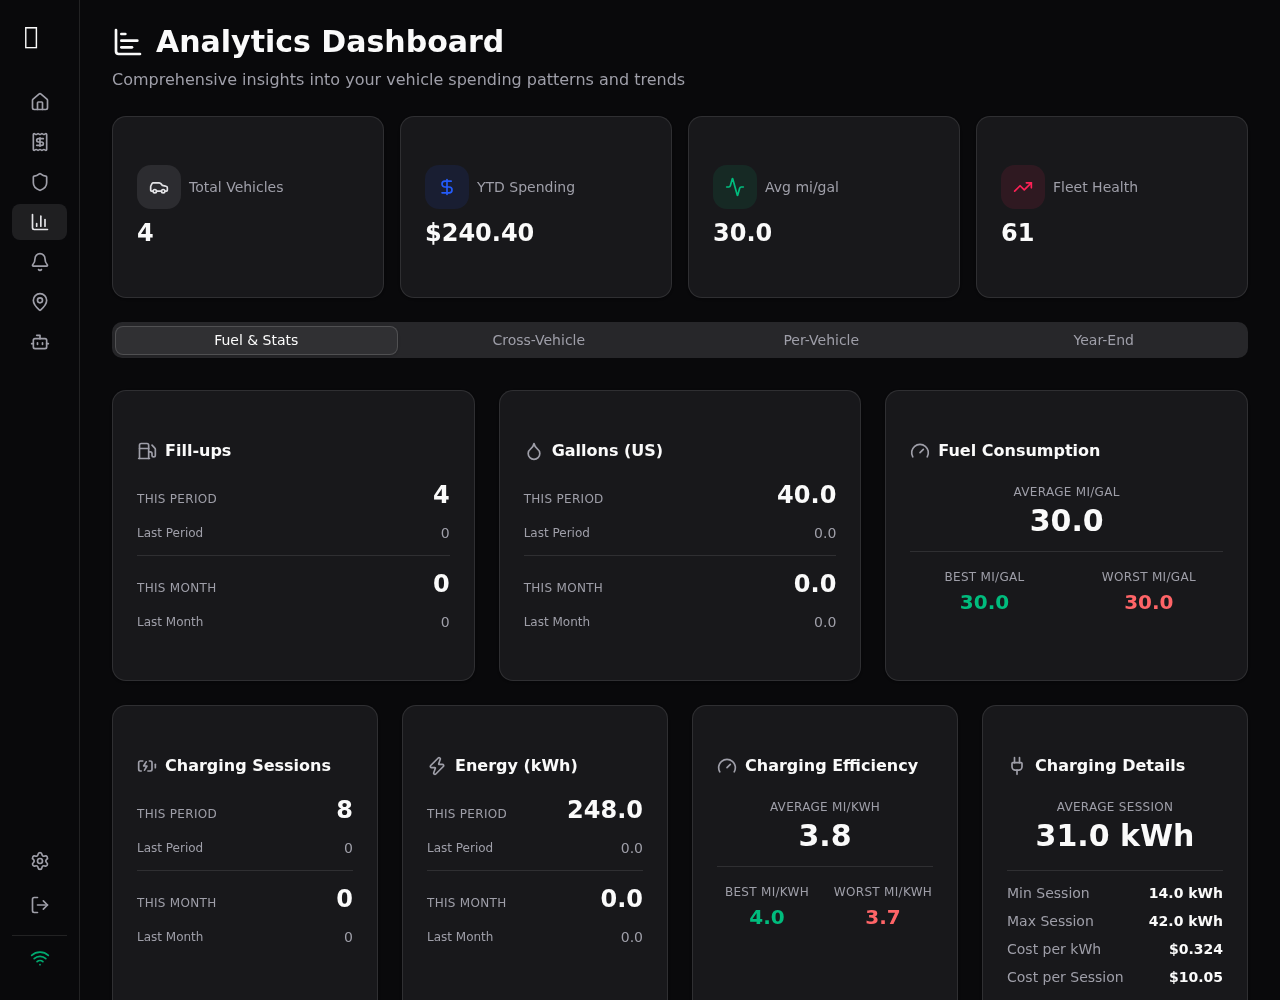 Analytics Dashboard
Comprehensive insights into your vehicle spending patterns and trends
Total Vehicles
4
YTD Spending
$240.40
Avg mi/gal
30.0
Fleet Health
61
Fuel & Stats
Cross-Vehicle
Per-Vehicle
Year-End
Fill-ups
THIS PERIOD 4
Last Period 0
THIS MONTH 0
Last Month 0
Gallons (US)
THIS PERIOD 40.0
Last Period 0.0
THIS MONTH 0.0
Last Month 0.0
Fuel Consumption
AVERAGE MI/GAL
30.0
BEST MI/GAL WORST MI/GAL
30.0 30.0
Charging Sessions
THIS PERIOD 8
Last Period 0
THIS MONTH 0
Last Month 0
Energy (kWh)
THIS PERIOD 248.0
Last Period 0.0
THIS MONTH 0.0
Last Month 0.0
Charging Efficiency
AVERAGE MI/KWH
3.8
BEST MI/KWH WORST MI/KWH
4.0 3.7
Charging Details
AVERAGE SESSION
31.0 kWh
Min Session 14.0 kWh
Max Session 42.0 kWh
Cost per kWh $0.324
Cost per Session $10.05